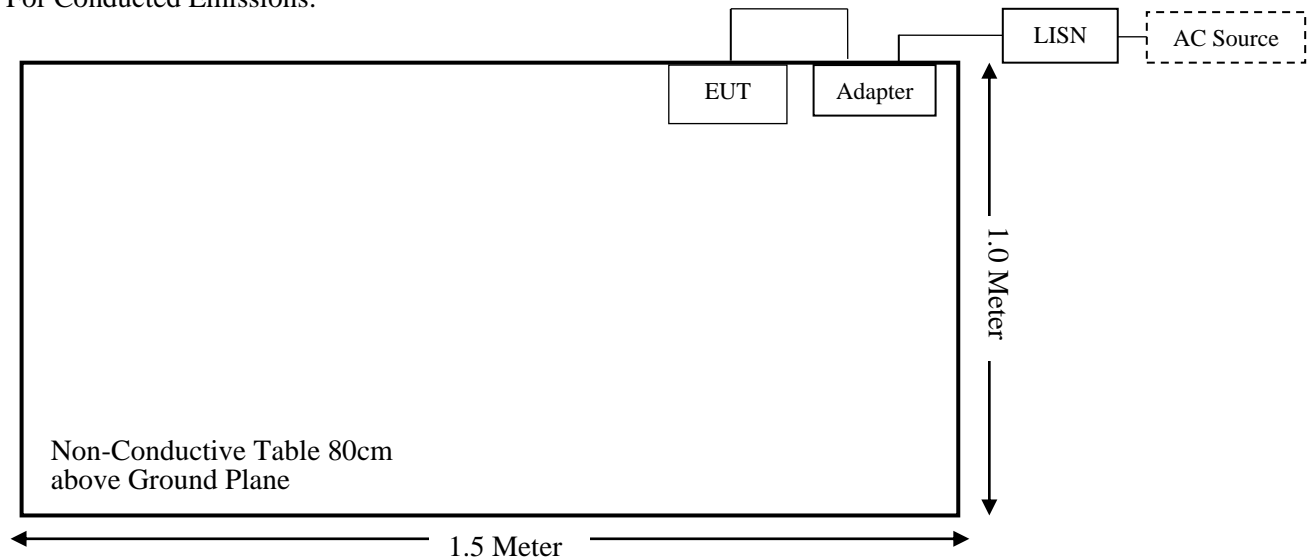 For Conducted Emissions:
LISN
AC Source
EUT
Adapter
1.0 Meter
Non-Conductive Table 80cm
above Ground Plane
1.5 Meter